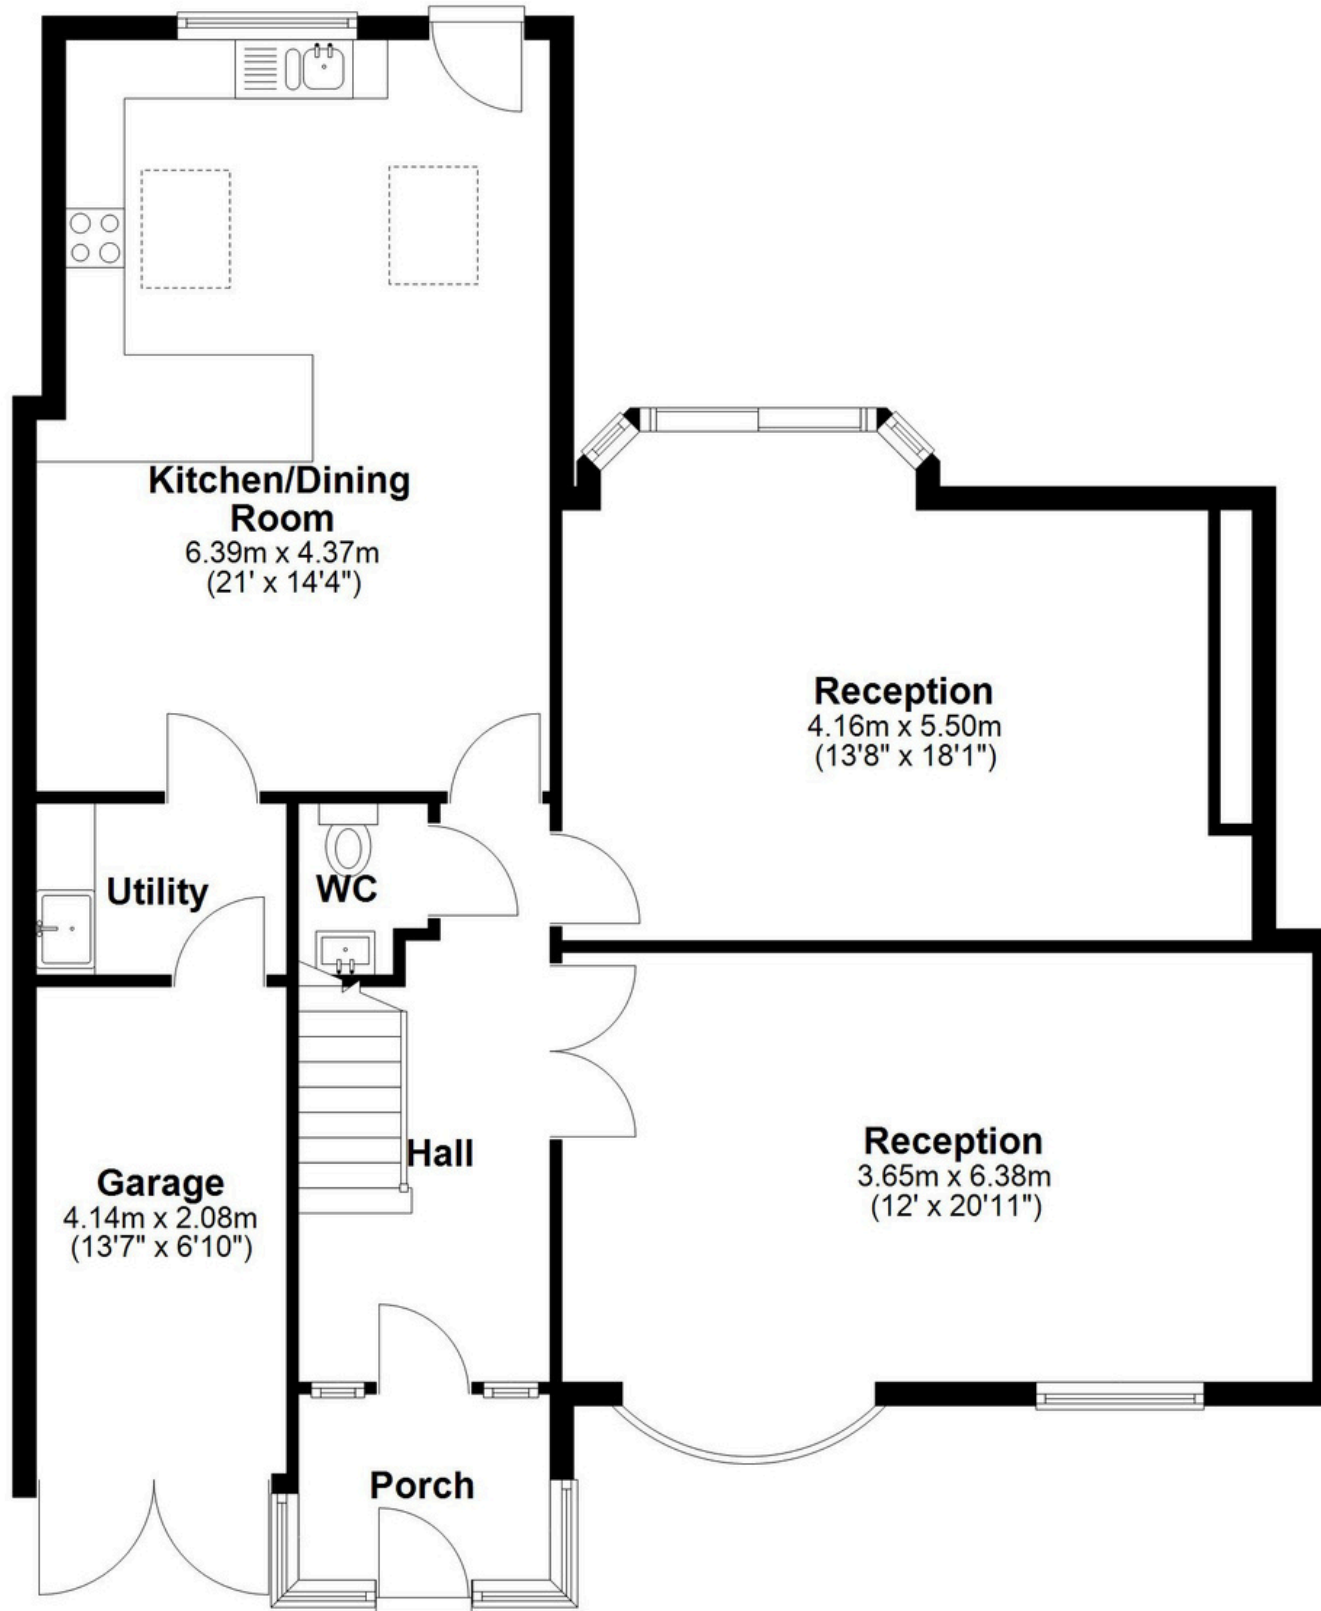 Kitchen/Dining
Room
6.39m x 4.37m
(21' x 14'4")
Reception
4.16m x 5.50m
(13'8" x 18'1")
Utility
WC
Hall
Reception
3.65m x 6.38m
(12' x 20'11")
Garage
4.14m x 2.08m
(13'7" x 6'10")
Porch